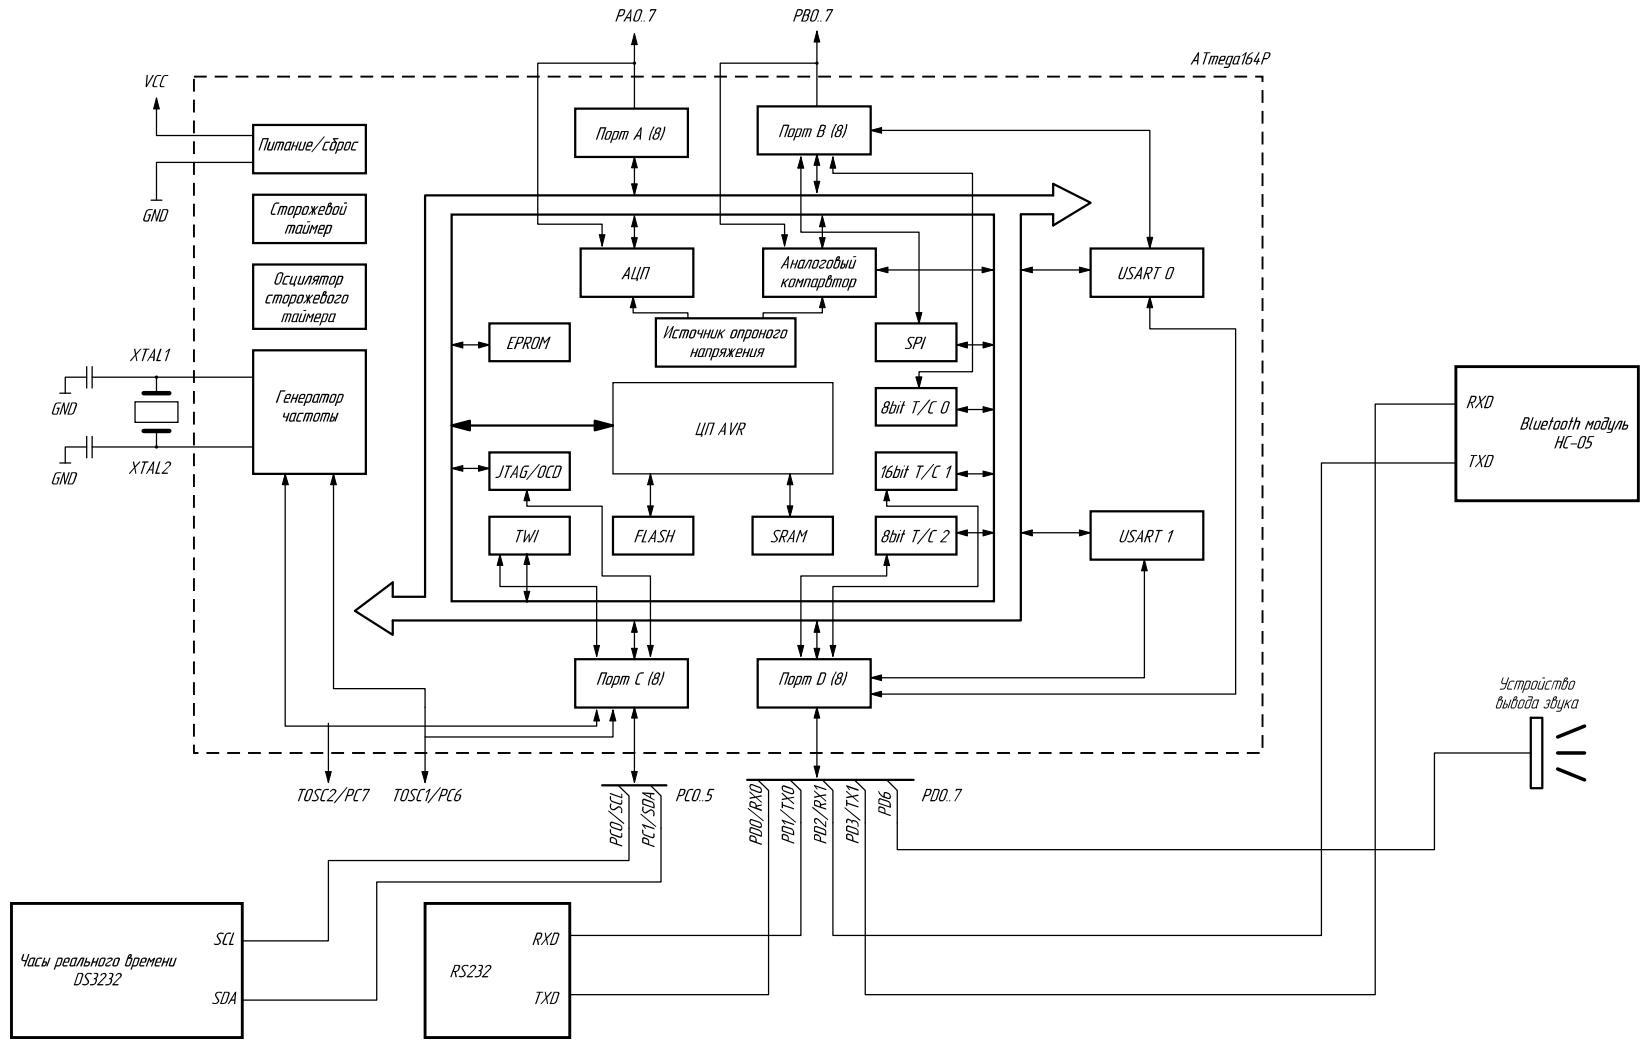 PA0..7
PB0..7
ATmega164P
VCC
Порт A (8)
Порт B (8)
Питание/сброс
GND
Сторожевой
таймер
АЦП
Аналоговый
компарвтор
USART 0
Осцилятор
сторожевого
таймера
EPROM
Источник опроного
напряжения
SPI
XTAL1
GND
Генератор
частоты
8bit T/C 0
RXD
Bluetooth модуль
HC-05
TXD
ЦП AVR
XTAL2
GND
JTAG/OCD
16bit T/C 1
TWI
FLASH
SRAM
8bit T/C 2
USART 1
Порт C (8)
Порт D (8)
Устройство
вывода звука
TOSC2/PC7
TOSC1/PC6
PC0/SCL
PC1/SDA
PC0..5
PD0/RX0
PD1/TX0
PD2/RX1
PD3/TX1
PD6
PD0..7
SCL
Часы реального времени
DS3232
SDA
RXD
RS232
TXD